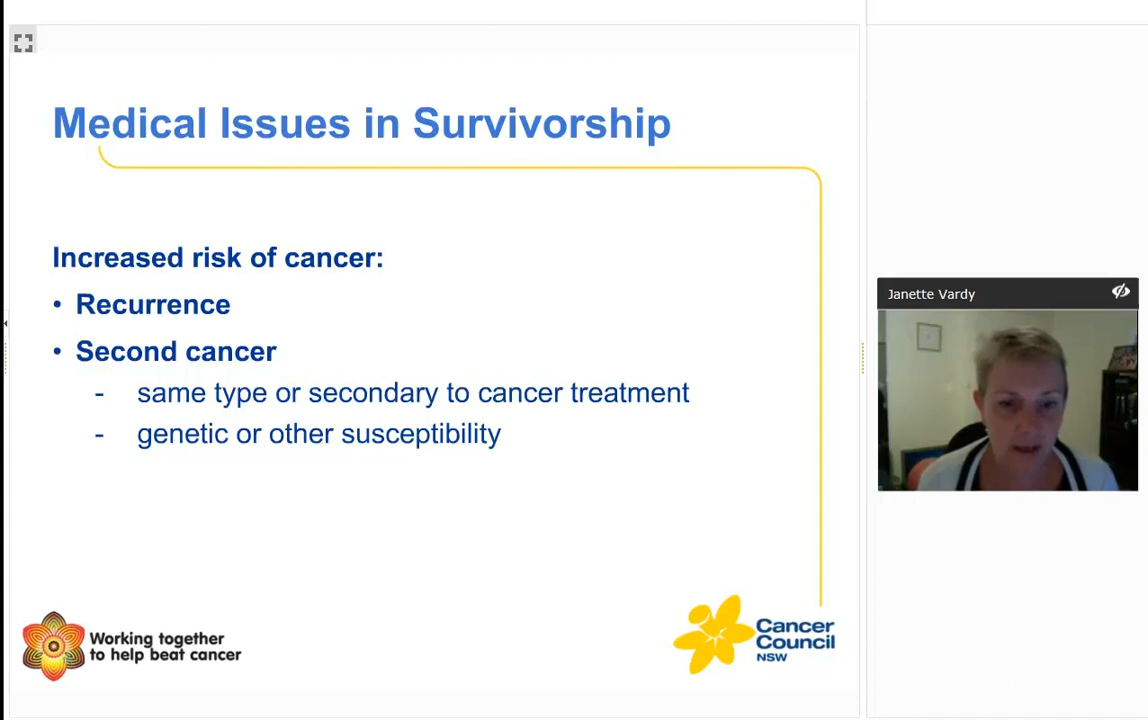 Medical Issues in Survivorship
Increased risk of cancer:
• Recurrence
• Second cancer
- same type or secondary to cancer treatment
- genetic or other susceptibility
Janette Vardy
Working together
to help beat cancer
Cancer
Council
NSW